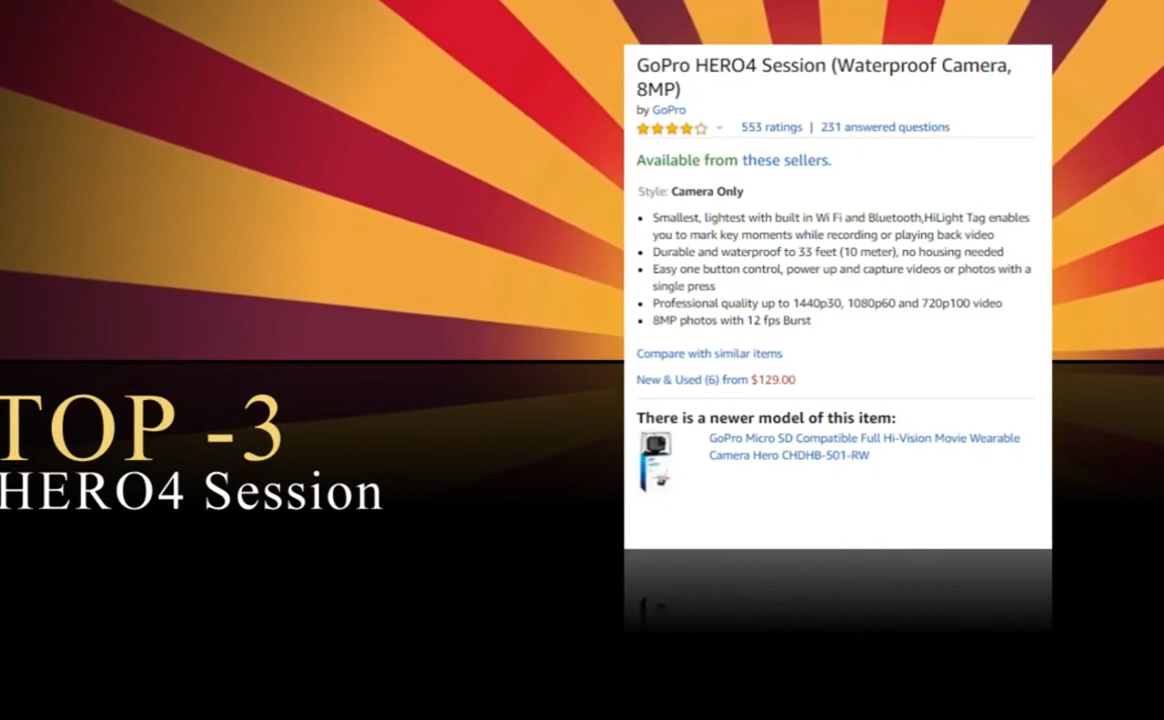 GoPro HERO4 Session (Waterproof Camera,
8MP)
by GoPro
553 ratings | 231 answered questions
Available from these sellers.
Style: Camera Only
• Smallest, lightest with built in Wi Fi and Bluetooth,HiLight Tag enables
you to mark key moments while recording or playing back video
• Durable and waterproof to 33 feet (10 meter), no housing needed
• Easy one button control, power up and capture videos or photos with a
single press
• Professional quality up to 1440p30, 1080p60 and 720p100 video
• 8MP photos with 12 fps Burst
Compare with similar items
New & Used (6) from $129.00
There is a newer model of this item:
GoPro Micro SD Compatible Full Hi-Vision Movie Wearable
Camera Hero CHDHB-501-RW
TOP -3
HERO4 Session